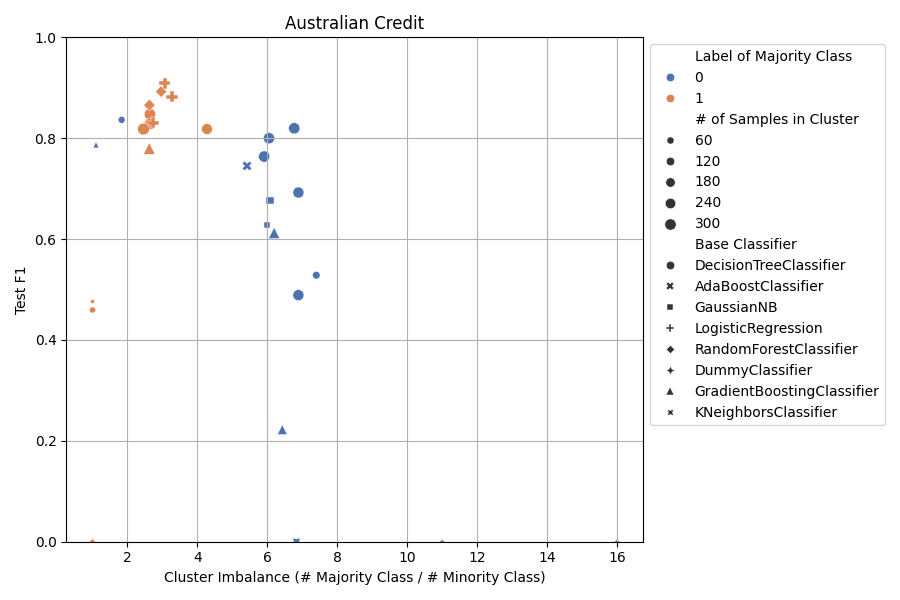 Australian Credit
Test F1
1.0
0.8
0.6
0.4
0.2
0.0
2 4 6 8 10 12 14 16
Cluster Imbalance (# Majority Class / # Minority Class)
Label of Majority Class
0
1
# of Samples in Cluster
60
120
180
240
300
Base Classifier
DecisionTreeClassifier
AdaBoostClassifier
GaussianNB
LogisticRegression
RandomForestClassifier
DummyClassifier
GradientBoostingClassifier
KNeighborsClassifier